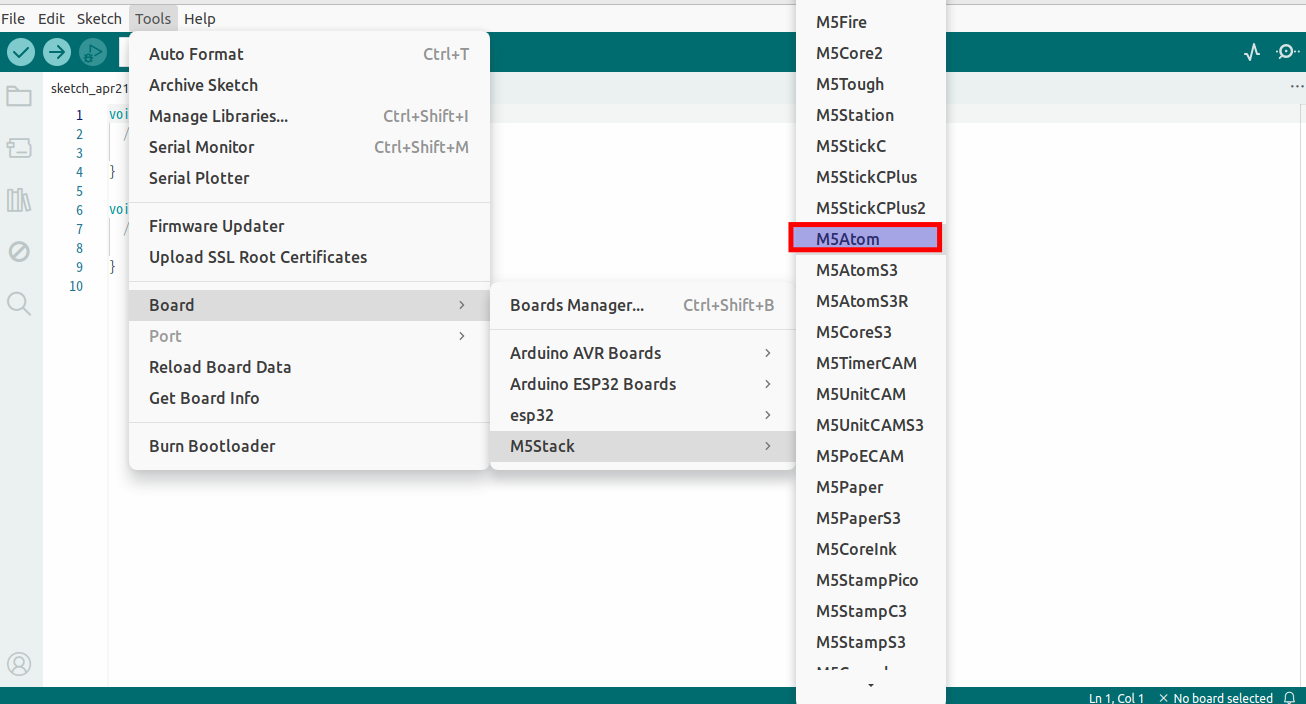 File Edit Sketch Tools Help
sketch_apr21
1 voi
2 /
3
4 }
5
6 voi
7 /
8
9 }
10
Auto Format Ctrl+T
Archive Sketch
Manage Libraries... Ctrl+Shift+I
Serial Monitor Ctrl+Shift+M
Serial Plotter
Firmware Updater
Upload SSL Root Certificates
Board
Port
Reload Board Data
Get Board Info
Burn Bootloader
Boards Manager... Ctrl+Shift+B
Arduino AVR Boards
Arduino ESP32 Boards
esp32
M5Stack
M5Fire
M5Core2
M5Tough
M5Station
M5StickC
M5StickCPlus
M5StickCPlus2
M5Atom
M5AtomS3
M5AtomS3R
M5CoreS3
M5TimerCAM
M5UnitCAM
M5UnitCAMS3
M5PoECAM
M5Paper
M5PaperS3
M5CoreInk
M5StampPico
M5StampC3
M5StampS3
Ln 1, Col 1 × No board selected